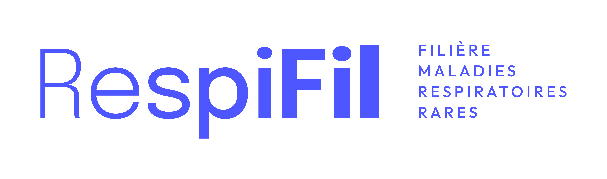 RespiFil
FILIÈRE
MALADIES
RESPIRATOIRES
RARES